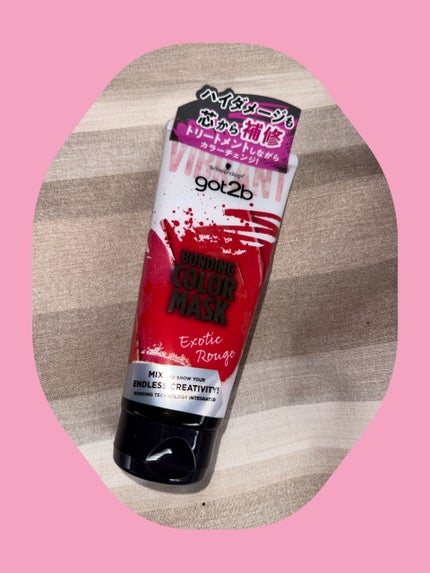 ハイダメージも
芯から補修
トリートメントしながら
カラーチェンジ!
VIBRANT
Schwarzkopf
got2b
BONDING
COLOR
MASK
Exotic
Rouge
MIX AND SHOW YOUR
ENDLESS CREATIVITY!
BONDING TECHNOLOGY INTEGRATED